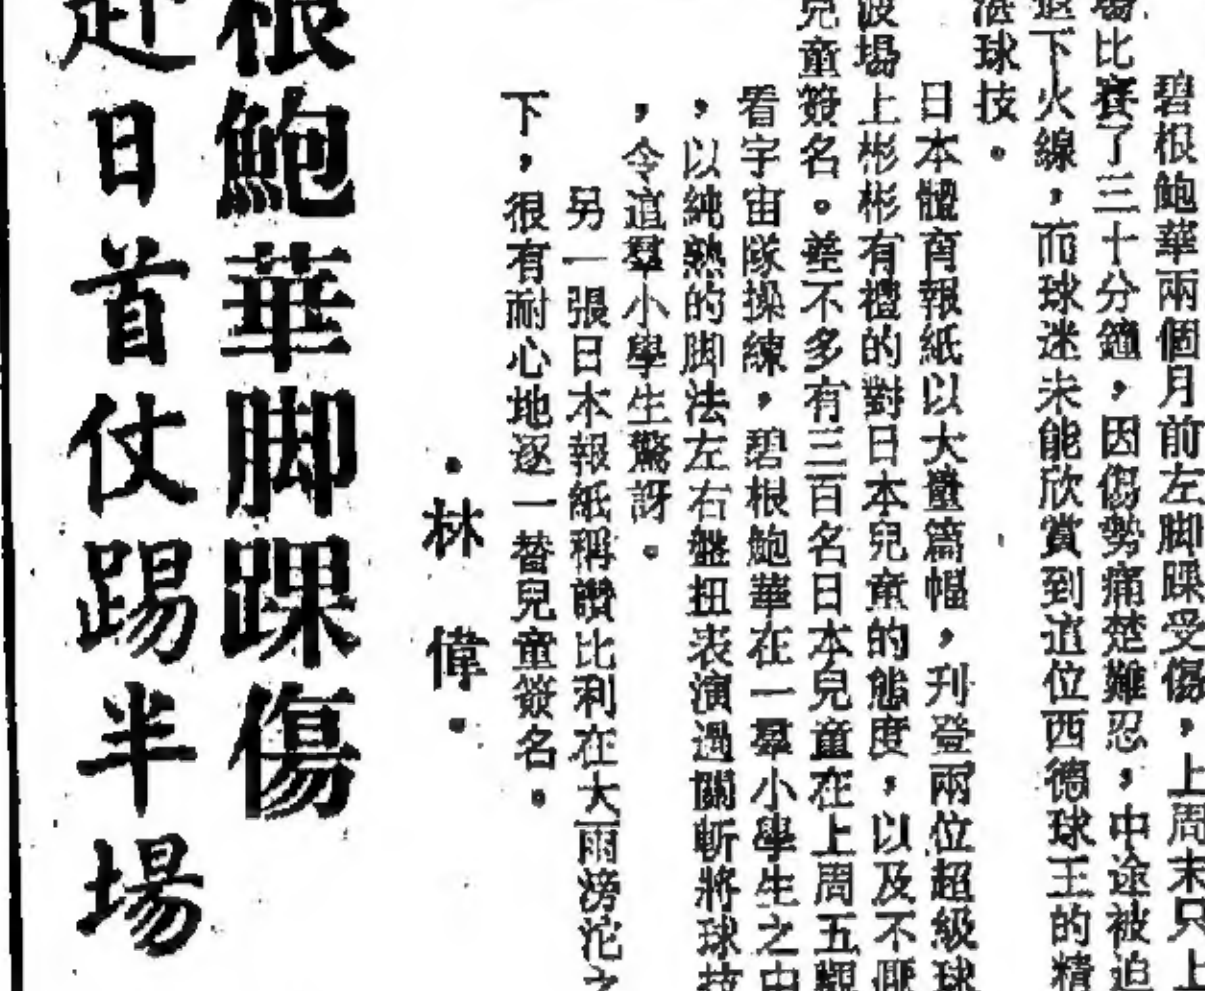 根鮑華脚踝傷
赴日首仗踢半場
林偉
碧根鮑華兩個月前左脚踝受傷，上周末只上
場比賽了三十分鐘，因傷勢痛楚難忍，中途被迫
退下火線，而球迷未能欣賞到這位西德球王的精
湛球技。
日本體育報紙以大量篇幅，刋登兩位超級球
波場上彬彬有禮的對日本兒童的態度，以及不厭
兒童簽名。差不多有三百名日本兒童在上周五觀
看宇宙隊操練，碧根鮑華在一羣小學生之中
，以純熟的脚法左右盤扭表演過關斬將球技
，令這羣小學生驚訝。
另一張日本報紙稱讚比利在大雨滂沱之
下，很有耐心地逐一替兒童簽名。